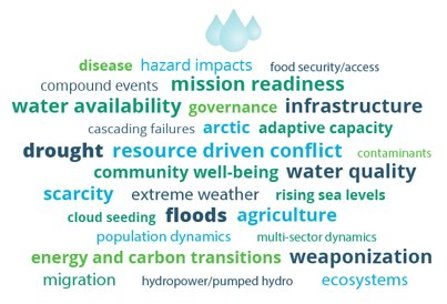 disease hazard impacts food security/access
compound events mission readiness
water availability governance infrastructure
cascading failures arctic adaptive capacity
drought resource driven conflict contaminants
community well-being water quality
scarcity extreme weather rising sea levels
cloud seeding floods agriculture
population dynamics multi-sector dynamics
energy and carbon transitions weaponization
migration hydropower/pumped hydro ecosystems